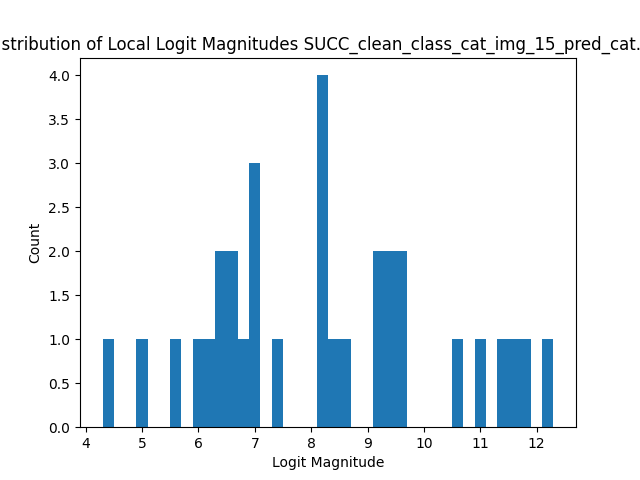 stribution of Local Logit Magnitudes SUCC_clean_class_cat_img_15_pred_cat.
4.0
3.5
3.0
2.5
2.0
1.5
1.0
0.5
0.0
Count
4 5 6 7 8 9 10 11 12
Logit Magnitude